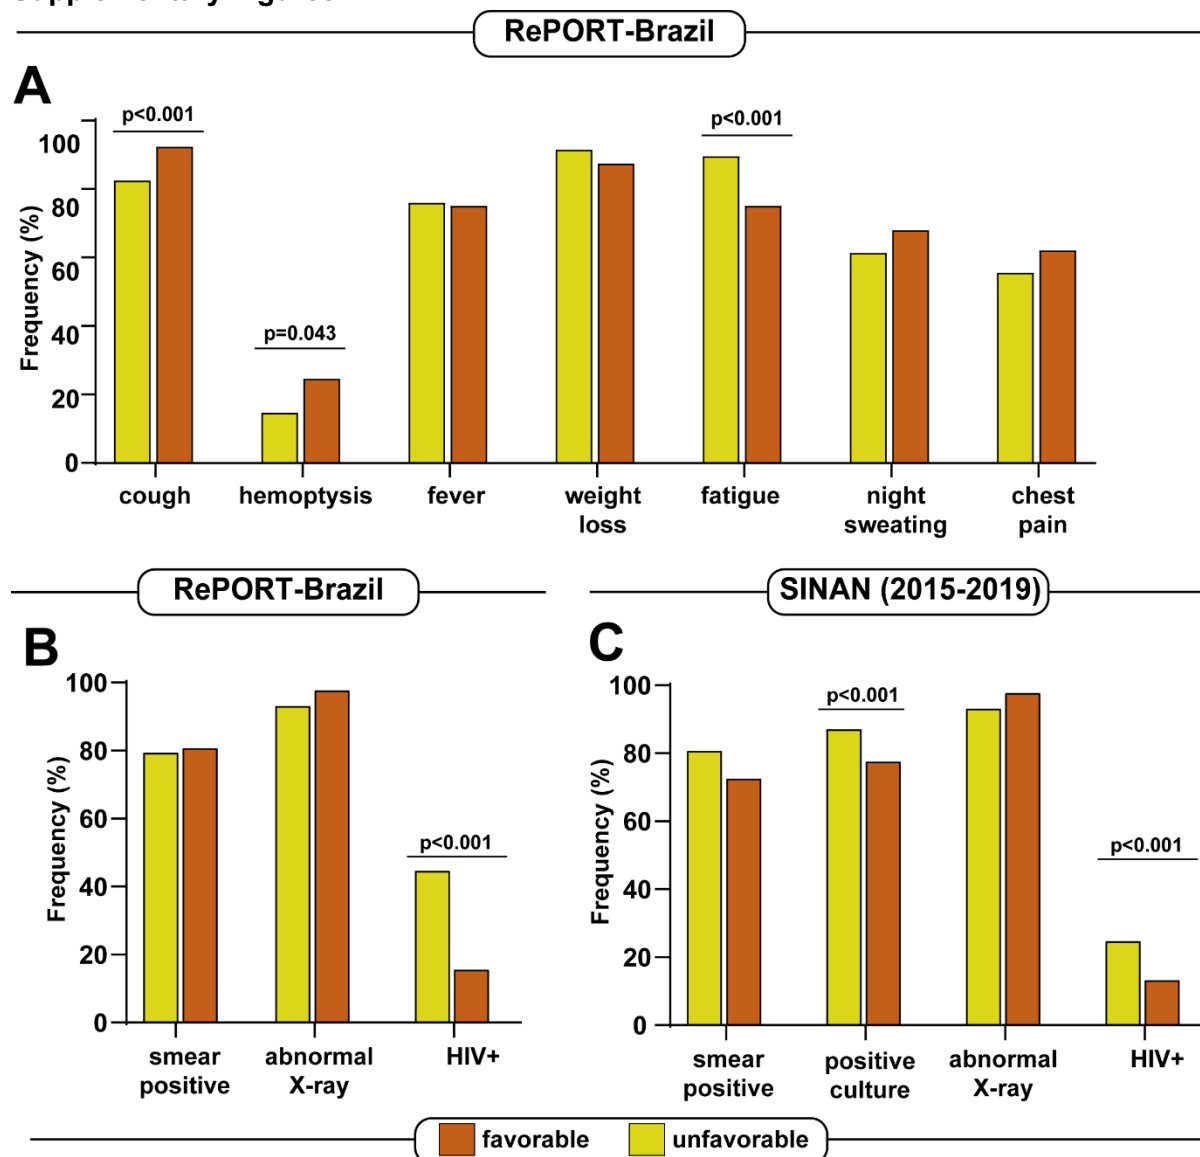 Supplementary Figures
RePORT-Brazil
A
p<0.001
p=0.043
p<0.001
Frequency (%)
100
80
60
40
20
0
cough
hemoptysis
fever
weight
loss
fatigue
night
sweating
chest
pain
RePORT-Brazil
B
p<0.001
Frequency (%)
100
80
60
40
20
0
smear
positive
abnormal
X-ray
HIV+
SINAN (2015-2019)
C
p<0.001
p<0.001
Frequency (%)
100
80
60
40
20
0
smear
positive
positive
culture
abnormal
X-ray
HIV+
favorable
unfavorable